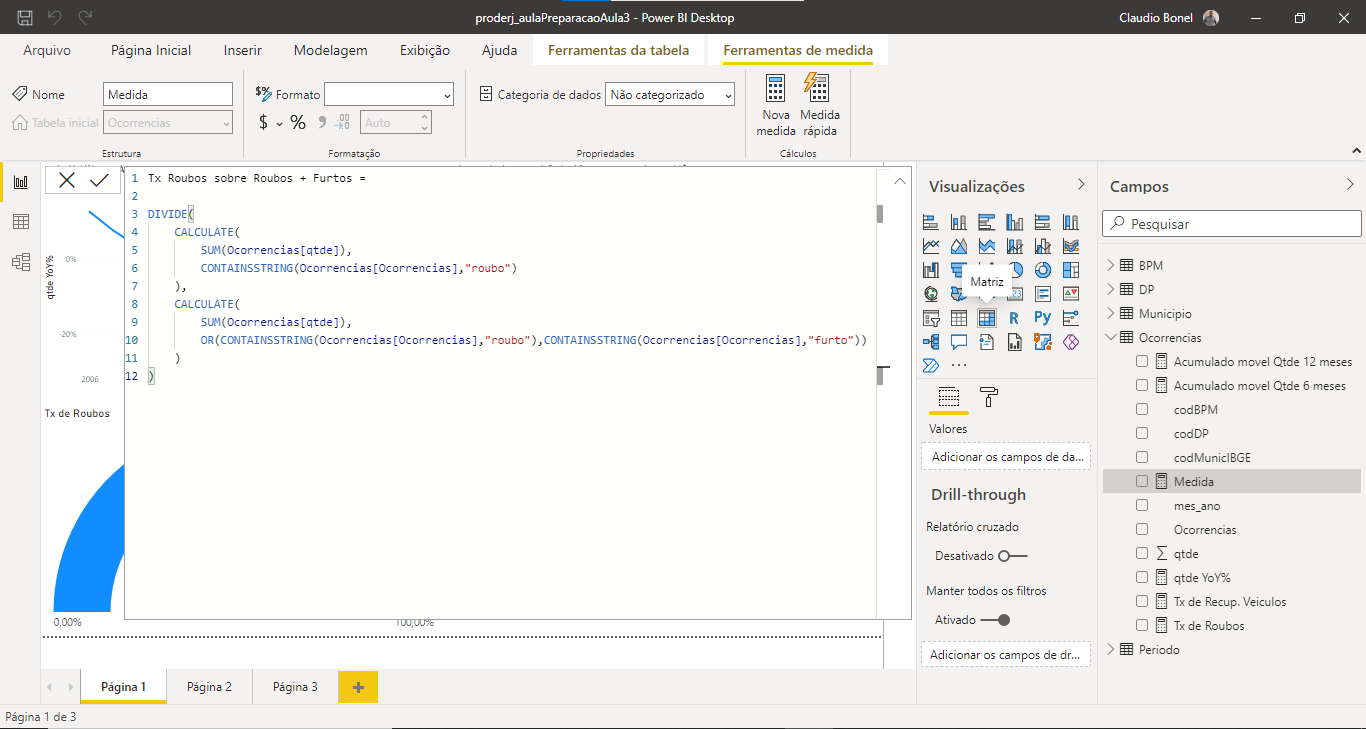 proderj_aulaPreparacaoAula3 - Power BI Desktop
Claudio Bonel
Arquivo
Página Inicial
Inserir
Modelagem
Exibição
Ajuda
Ferramentas da tabela
Ferramentas de medida
Nome
Medida
Tabela inicial
Ocorrencias
Estrutura
Formato
$
%
Auto
Formatação
Categoria de dados
Não categorizado
Propriedades
Nova medida
Medida rápida
Cálculos
1 Tx Roubos sobre Roubos + Furtos =
2
3 DIVIDE(
4 CALCULATE(
5 SUM(Ocorrencias[qtde]),
6 CONTAINSSTRING(Ocorrencias[Ocorrencias],"roubo")
7 ),
8 CALCULATE(
9 SUM(Ocorrencias[qtde]),
10 OR(CONTAINSSTRING(Ocorrencias[Ocorrencias],"roubo"),CONTAINSSTRING(Ocorrencias[Ocorrencias],"furto"))
11 )
12 )
qtde YoY%
0%
-20%
2006
Tx de Roubos
0,00%
100,00%
Visualizações
Matriz
123
R
Py
...
Valores
Adicionar os campos de da...
Drill-through
Relatório cruzado
Desativado
Manter todos os filtros
Ativado
Adicionar os campos de dr...
Campos
Pesquisar
BPM
DP
Municipio
Ocorrencias
Acumulado movel Qtde 12 meses
Acumulado movel Qtde 6 meses
codBPM
codDP
codMunicIBGE
Medida
mes_ano
Ocorrencias
qtde
qtde YoY%
Tx de Recup. Veiculos
Tx de Roubos
Periodo
Página 1
Página 2
Página 3
Página 1 de 3